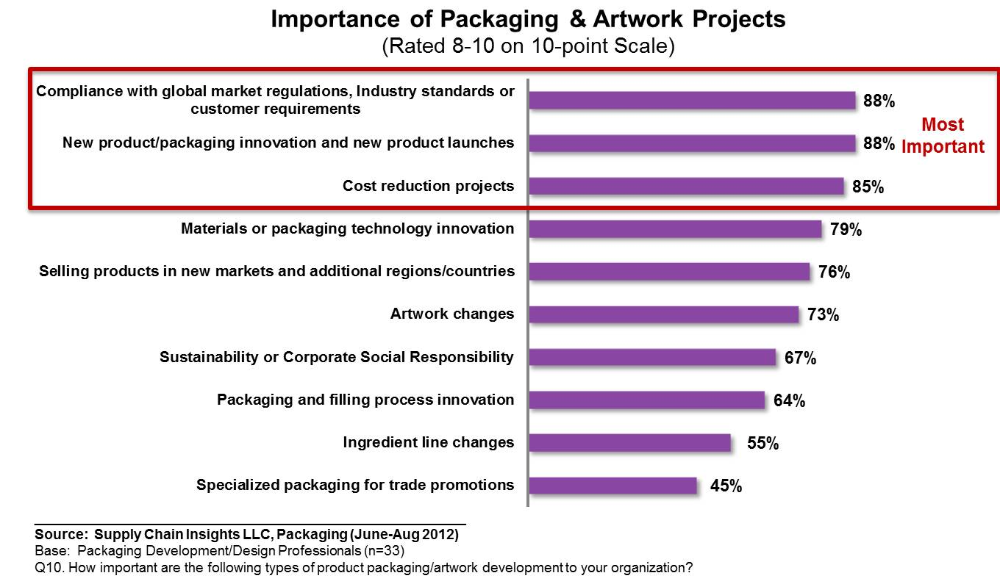 Importance of Packaging & Artwork Projects
(Rated 8-10 on 10-point Scale)
Compliance with global market regulations, Industry standards or
customer requirements
88%
New product/packaging innovation and new product launches
88%
Most
Important
Cost reduction projects
85%
Materials or packaging technology innovation
79%
Selling products in new markets and additional regions/countries
76%
Artwork changes
73%
Sustainability or Corporate Social Responsibility
67%
Packaging and filling process innovation
64%
Ingredient line changes
55%
Specialized packaging for trade promotions
45%
Source: Supply Chain Insights LLC, Packaging (June-Aug 2012)
Base: Packaging Development/Design Professionals (n=33)
Q10. How important are the following types of product packaging/artwork development to your organization?